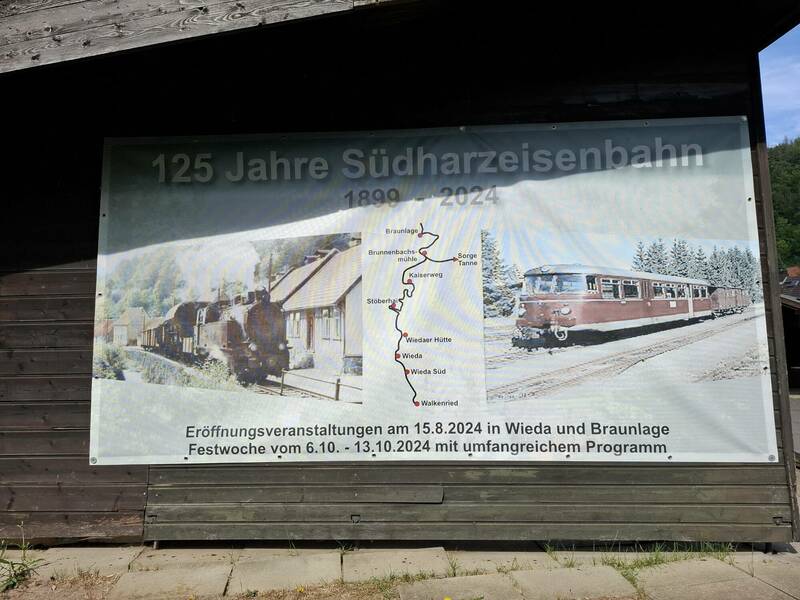 125 Jahre Südharzeisenbahn
1899 - 2024
Braunlage
Brunnenbachs-
mühle
Sorge
Tanne
Kaiserweg
Stöberhai
Wiedaer Hütte
Wieda
Wieda Süd
Walkenried
Eröffnungsveranstaltungen am 15.8.2024 in Wieda und Braunlage
Festwoche vom 6.10. - 13.10.2024 mit umfangreichem Programm